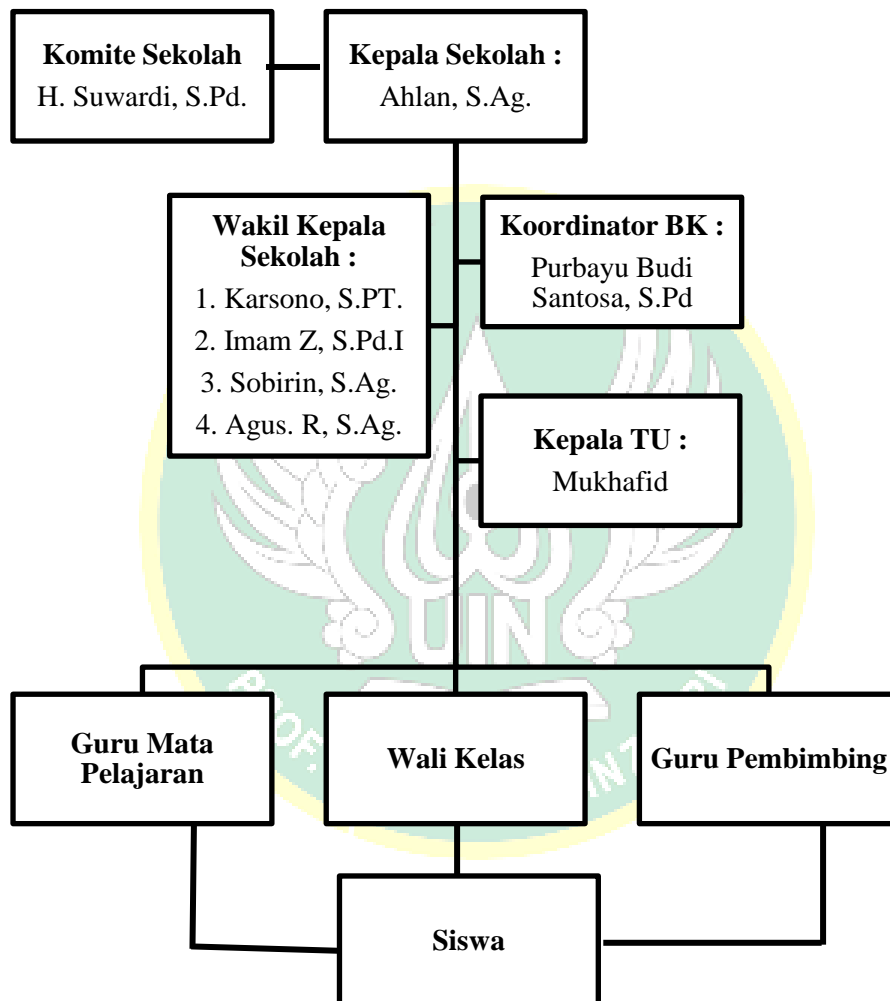 Komite Sekolah
H. Suwardi, S.Pd.
Kepala Sekolah :
Ahlan, S.Ag.
Wakil Kepala
Sekolah :
1. Karsono, S.PT.
2. Imam Z, S.Pd.I
3. Sobirin, S.Ag.
4. Agus. R, S.Ag.
Koordinator BK :
Purbayu Budi
Santosa, S.Pd
Kepala TU :
Mukhafid
UIN
Guru Mata
Pelajaran
Wali Kelas
Guru Pembimbing
Siswa